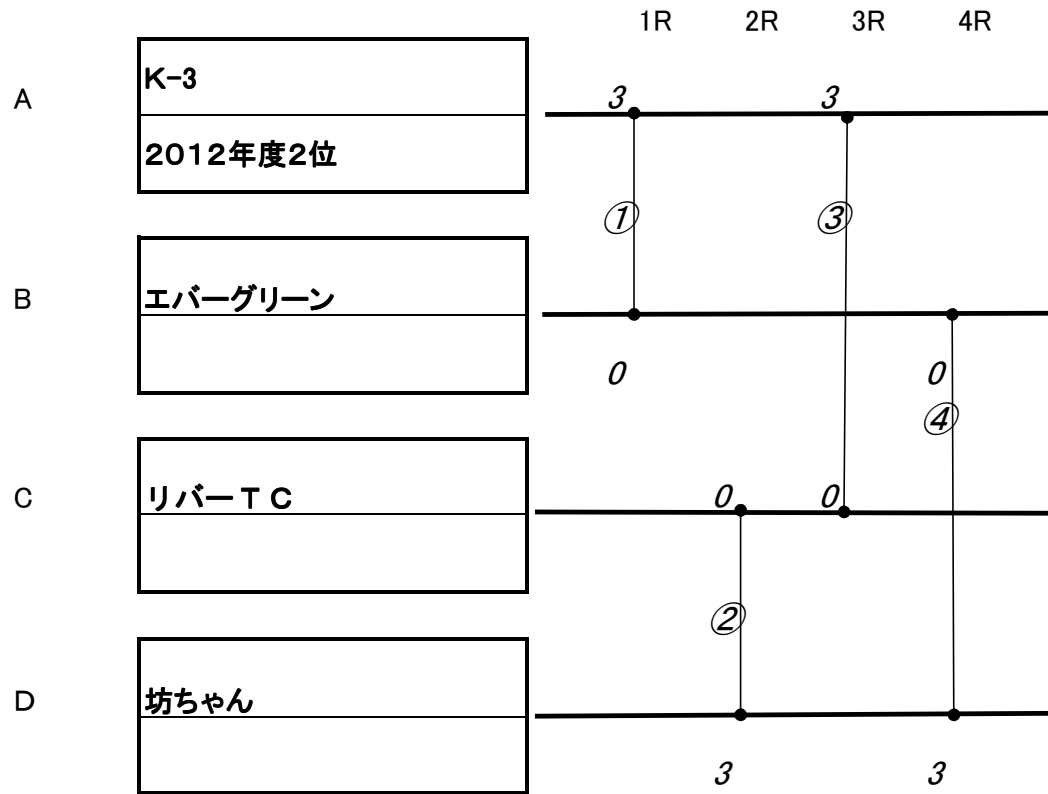 1R 2R 3R 4R
A
K-3
2012年度2位
3 3
① ③
B
エバーグリーン
0 0
④
C
リバーＴＣ
0 0
②
D
坊ちゃん
3 3